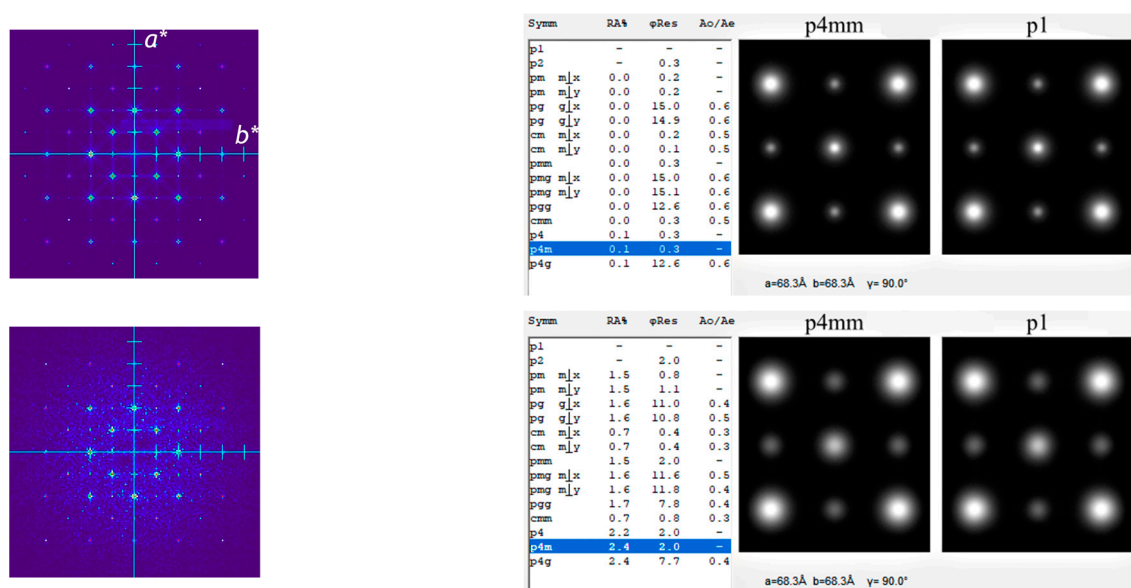 a*
b*
Symm RA% φRes Ao/Ae
p1 - - -
p2 - 0.3 -
pm m⊥x 0.0 0.2 -
pm m⊥y 0.0 0.2 -
pg g⊥x 0.0 15.0 0.6
pg g⊥y 0.0 14.9 0.6
cm m⊥x 0.0 0.2 0.5
cm m⊥y 0.0 0.1 0.5
pmm 0.0 0.3 -
pmg m⊥x 0.0 15.0 0.6
pmg m⊥y 0.0 15.1 0.6
pgg 0.0 12.6 0.6
cmm 0.0 0.3 0.5
p4 0.1 0.3 -
p4m 0.1 0.3 -
p4g 0.1 12.6 0.6
p4mm p1
a=68.3Å b=68.3Å γ= 90.0°
Symm RA% φRes Ao/Ae
p1 - - -
p2 - 2.0 -
pm m⊥x 1.5 0.8 -
pm m⊥y 1.5 1.1 -
pg g⊥x 1.6 11.0 0.4
pg g⊥y 1.6 10.8 0.5
cm m⊥x 0.7 0.4 0.3
cm m⊥y 0.7 0.4 0.3
pmm 1.5 2.0 -
pmg m⊥x 1.6 11.6 0.5
pmg m⊥y 1.6 11.8 0.4
pgg 1.7 7.8 0.4
cmm 0.7 0.8 0.3
p4 2.2 2.0 -
p4m 2.4 2.0 -
p4g 2.4 7.7 0.4
p4mm p1
a=68.3Å b=68.3Å γ= 90.0°